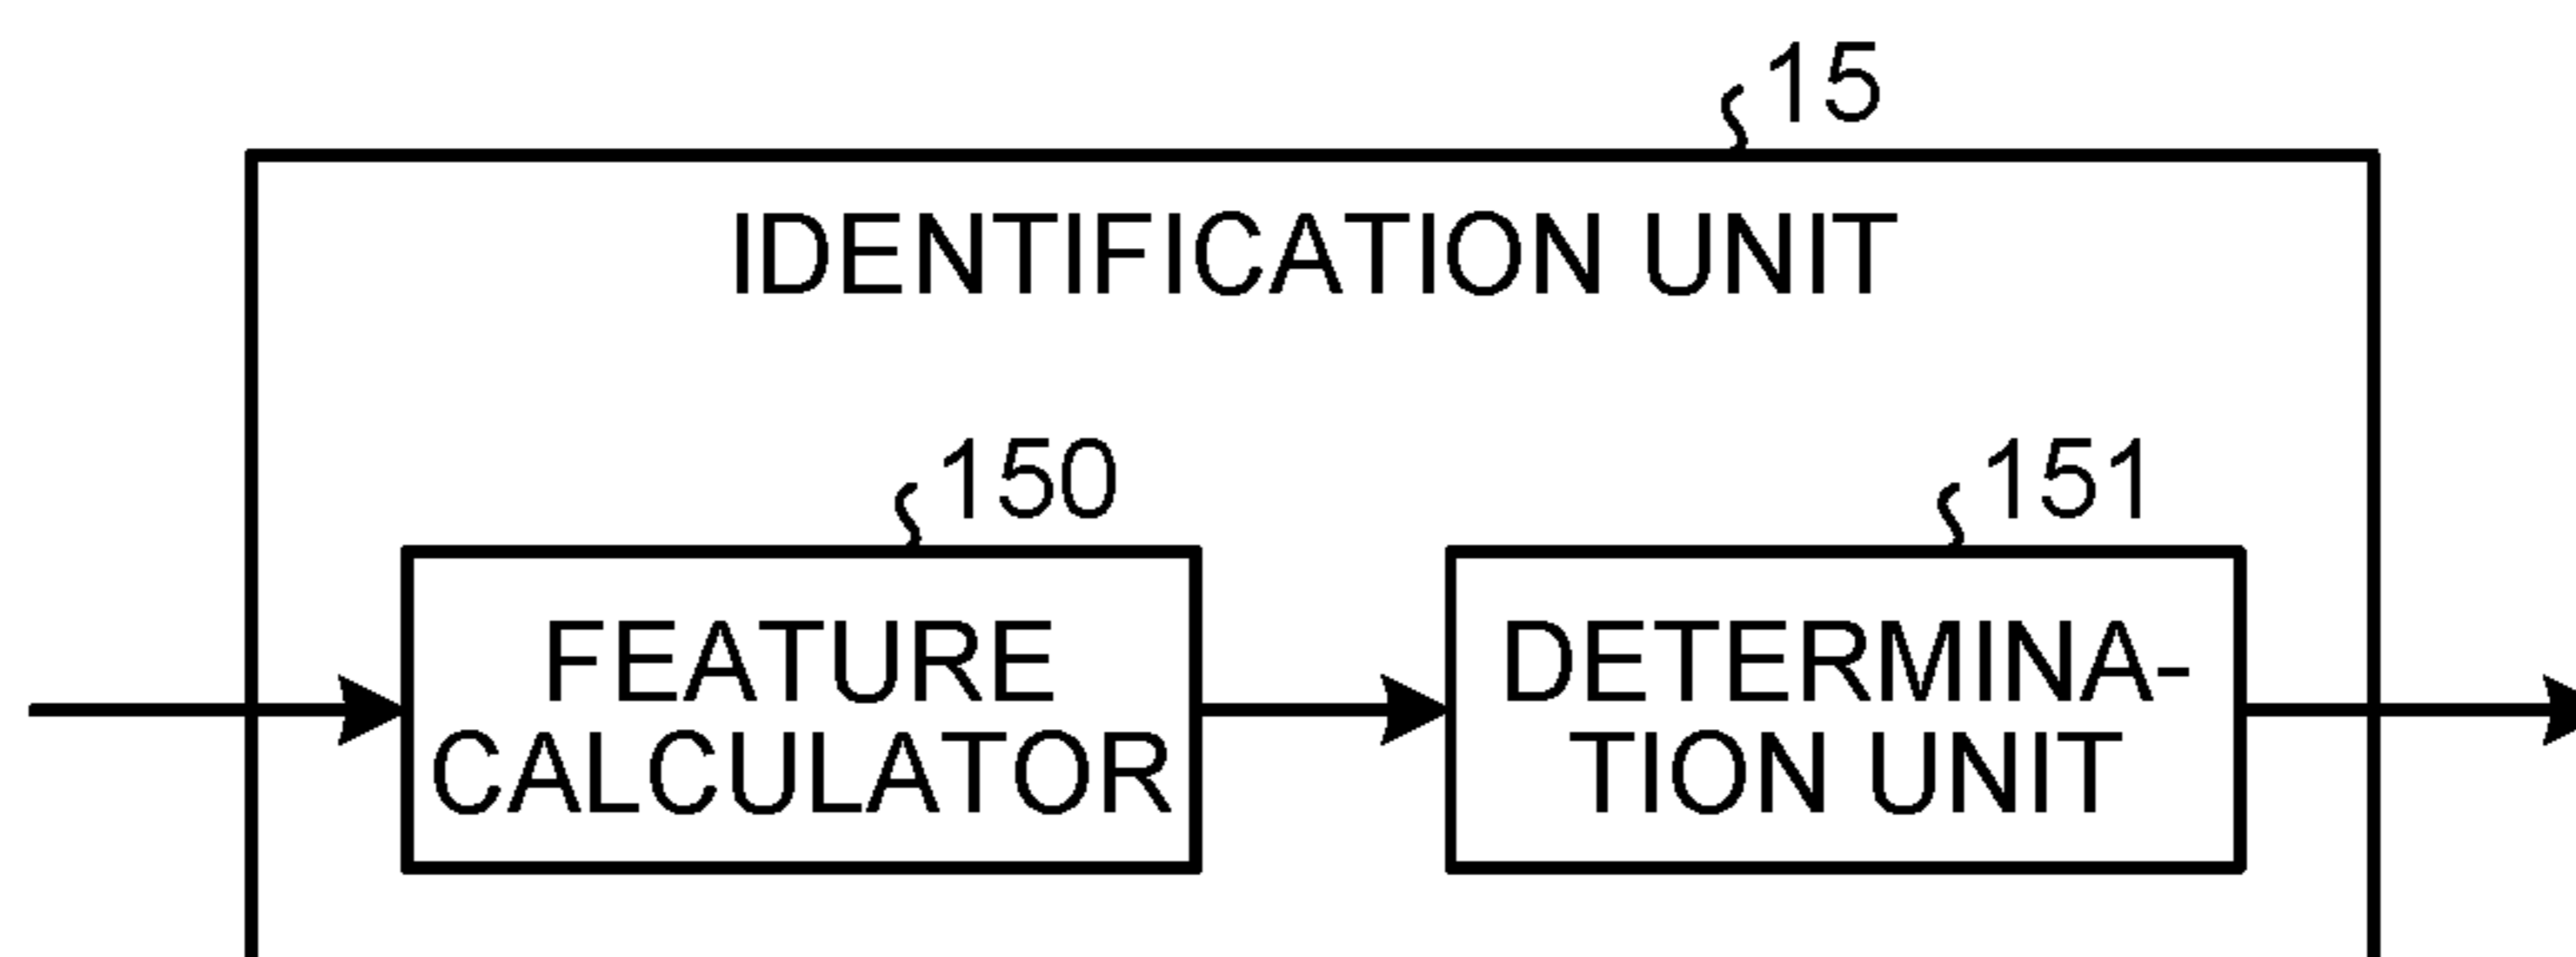 15
IDENTIFICATION UNIT
150
151
FEATURE
CALCULATOR
DETERMINA-
TION UNIT